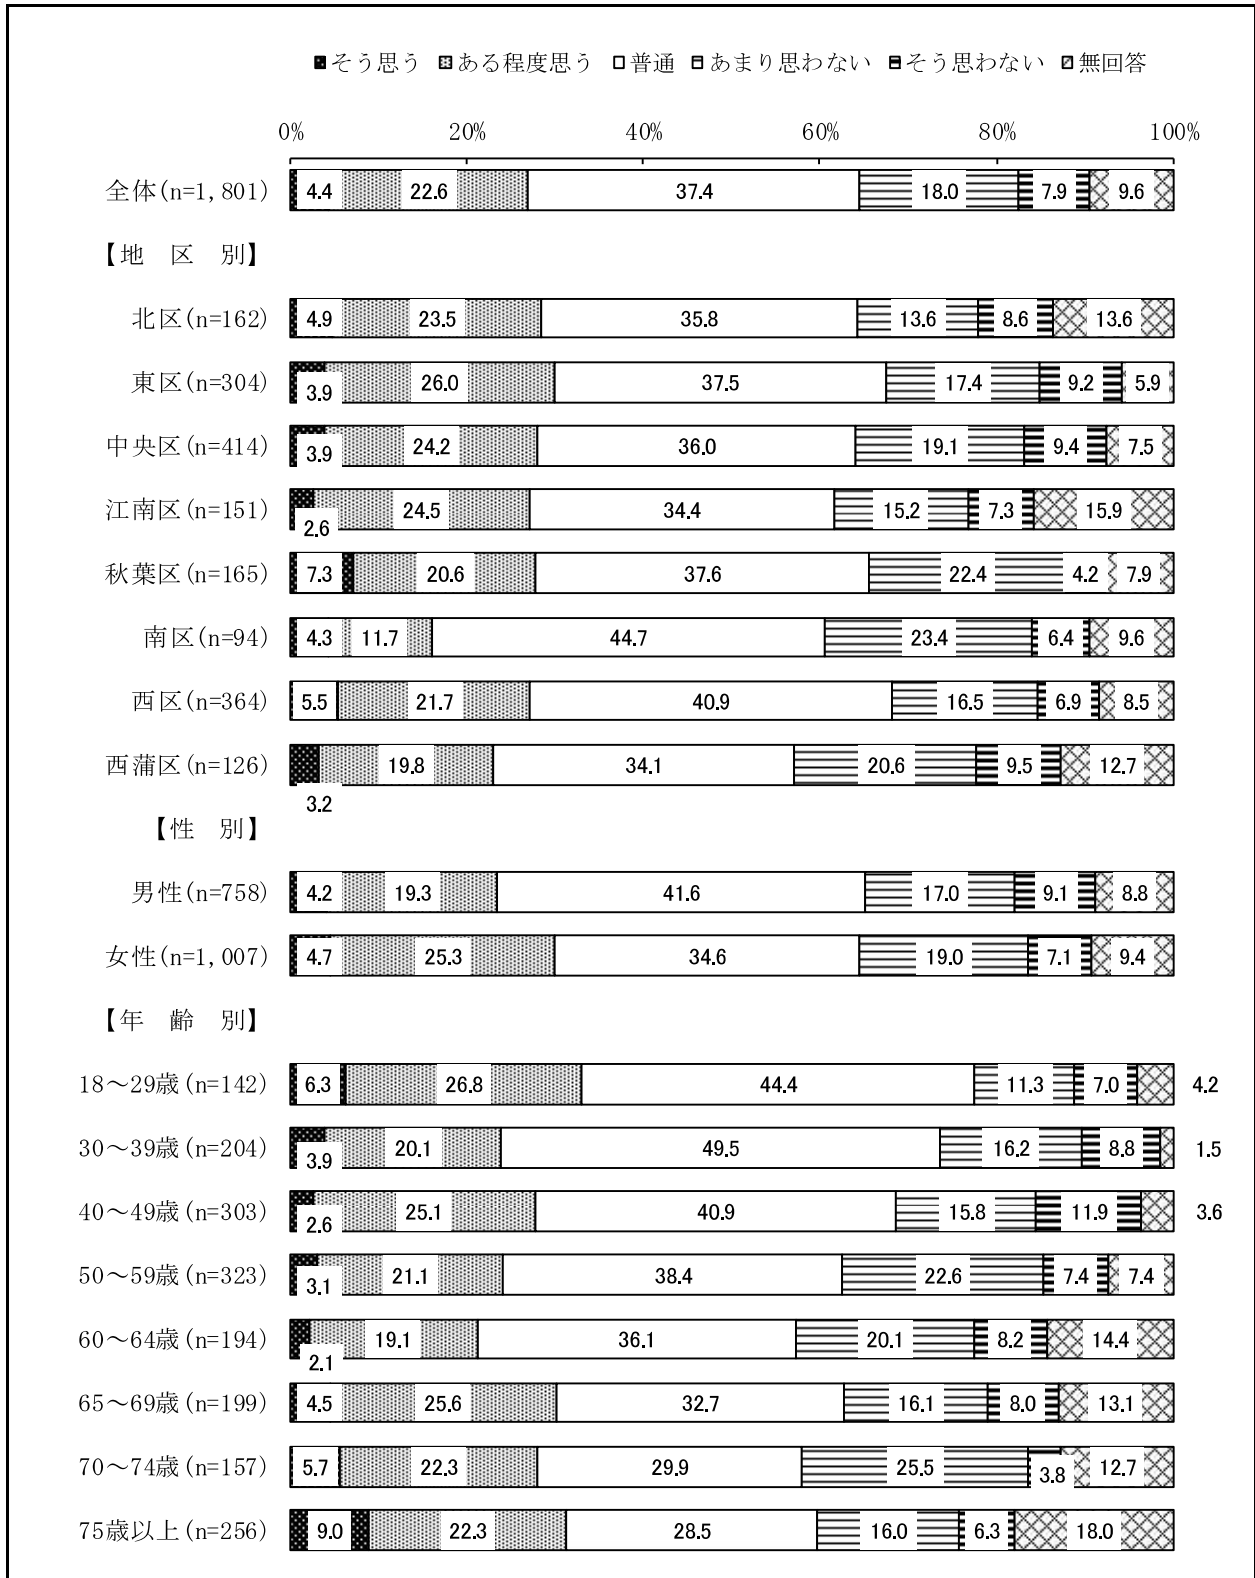 そう思う ある程度思う 普通 あまり思わない そう思わない 無回答
0% 20% 40% 60% 80% 100%
全体(n=1,801) 4.4 22.6 37.4 18.0 7.9 9.6
【地 区 別】
北区(n=162) 4.9 23.5 35.8 13.6 8.6 13.6
東区(n=304) 3.9 26.0 37.5 17.4 9.2 5.9
中央区(n=414) 3.9 24.2 36.0 19.1 9.4 7.5
江南区(n=151) 2.6 24.5 34.4 15.2 7.3 15.9
秋葉区(n=165) 7.3 20.6 37.6 22.4 4.2 7.9
南区(n=94) 4.3 11.7 44.7 23.4 6.4 9.6
西区(n=364) 5.5 21.7 40.9 16.5 6.9 8.5
西蒲区(n=126) 3.2 19.8 34.1 20.6 9.5 12.7
【性 別】
男性(n=758) 4.2 19.3 41.6 17.0 9.1 8.8
女性(n=1,007) 4.7 25.3 34.6 19.0 7.1 9.4
【年 齢 別】
18～29歳(n=142) 6.3 26.8 44.4 11.3 7.0 4.2
30～39歳(n=204) 3.9 20.1 49.5 16.2 8.8 1.5
40～49歳(n=303) 2.6 25.1 40.9 15.8 11.9 3.6
50～59歳(n=323) 3.1 21.1 38.4 22.6 7.4 7.4
60～64歳(n=194) 2.1 19.1 36.1 20.1 8.2 14.4
65～69歳(n=199) 4.5 25.6 32.7 16.1 8.0 13.1
70～74歳(n=157) 5.7 22.3 29.9 25.5 3.8 12.7
75歳以上(n=256) 9.0 22.3 28.5 16.0 6.3 18.0